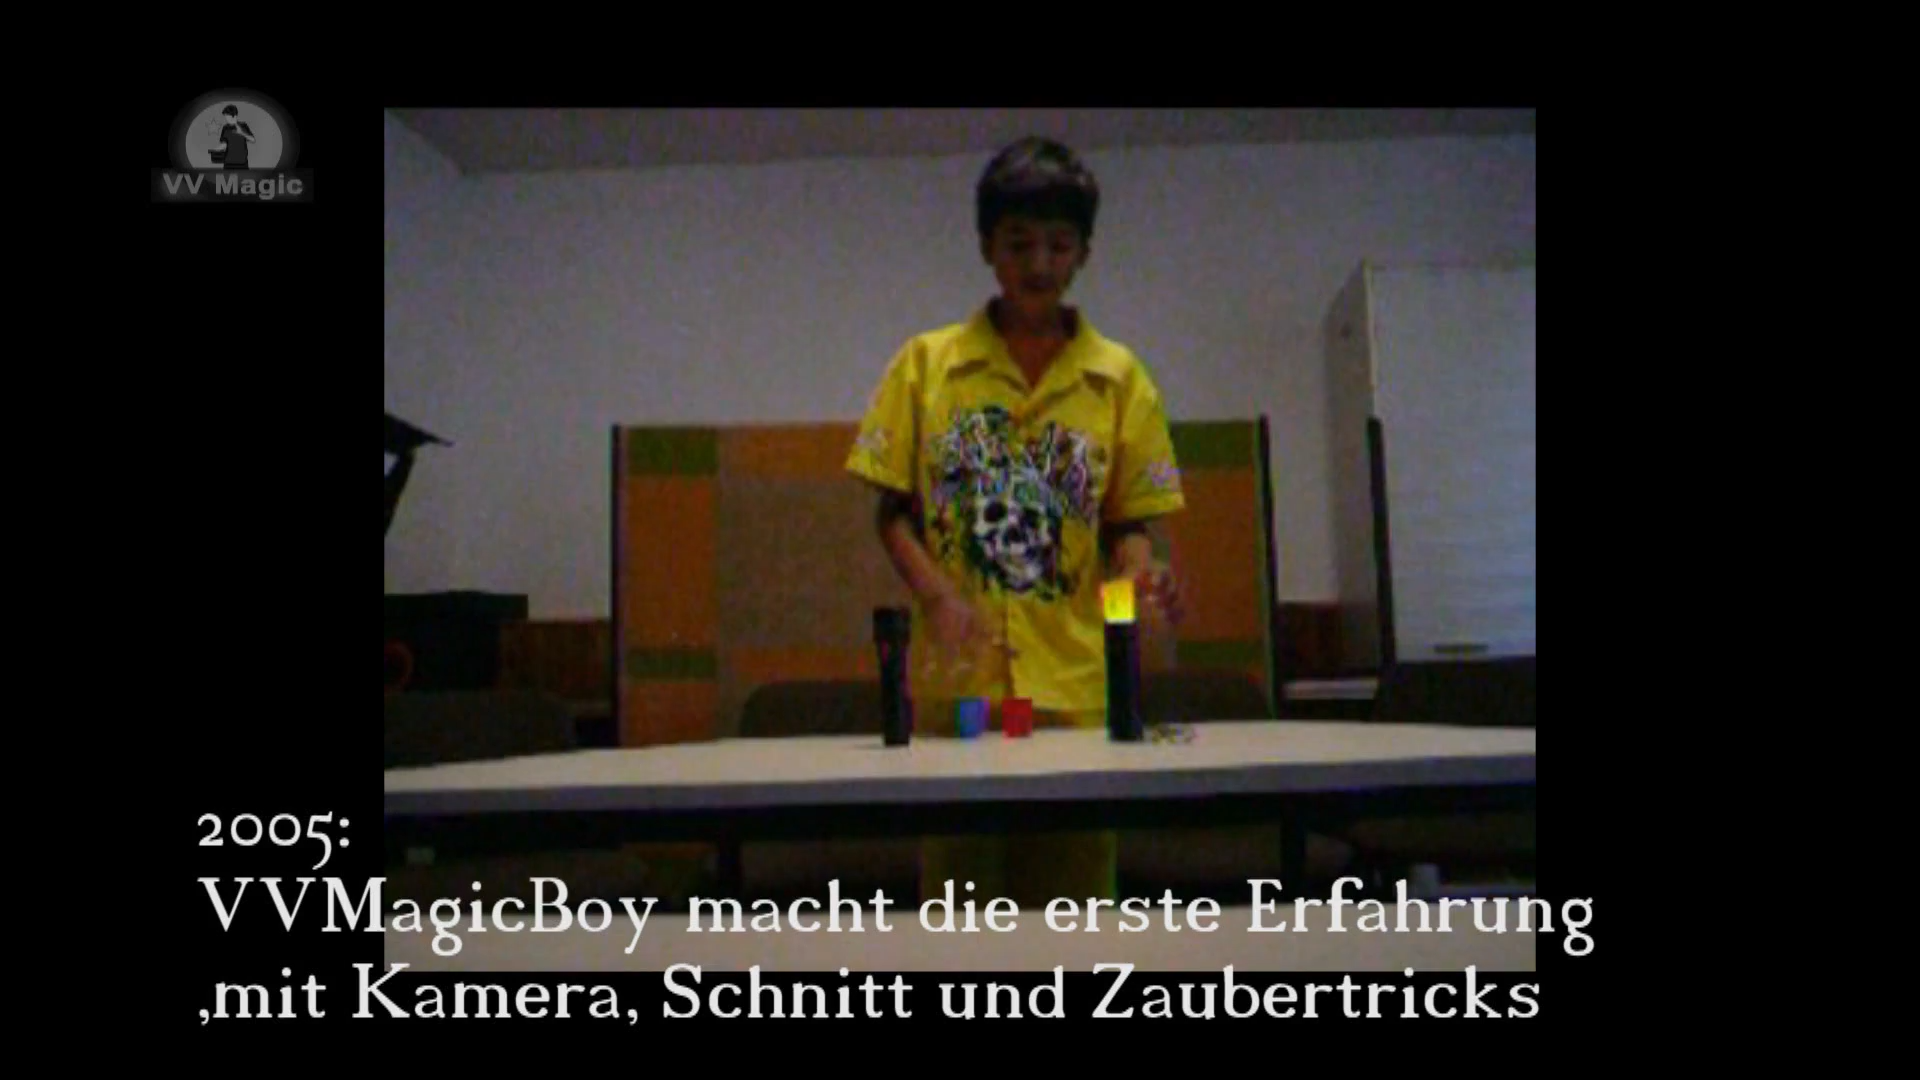 VV Magic
2005:
VVMagicBoy macht die erste Erfahrung
,mit Kamera, Schnitt und Zaubertricks